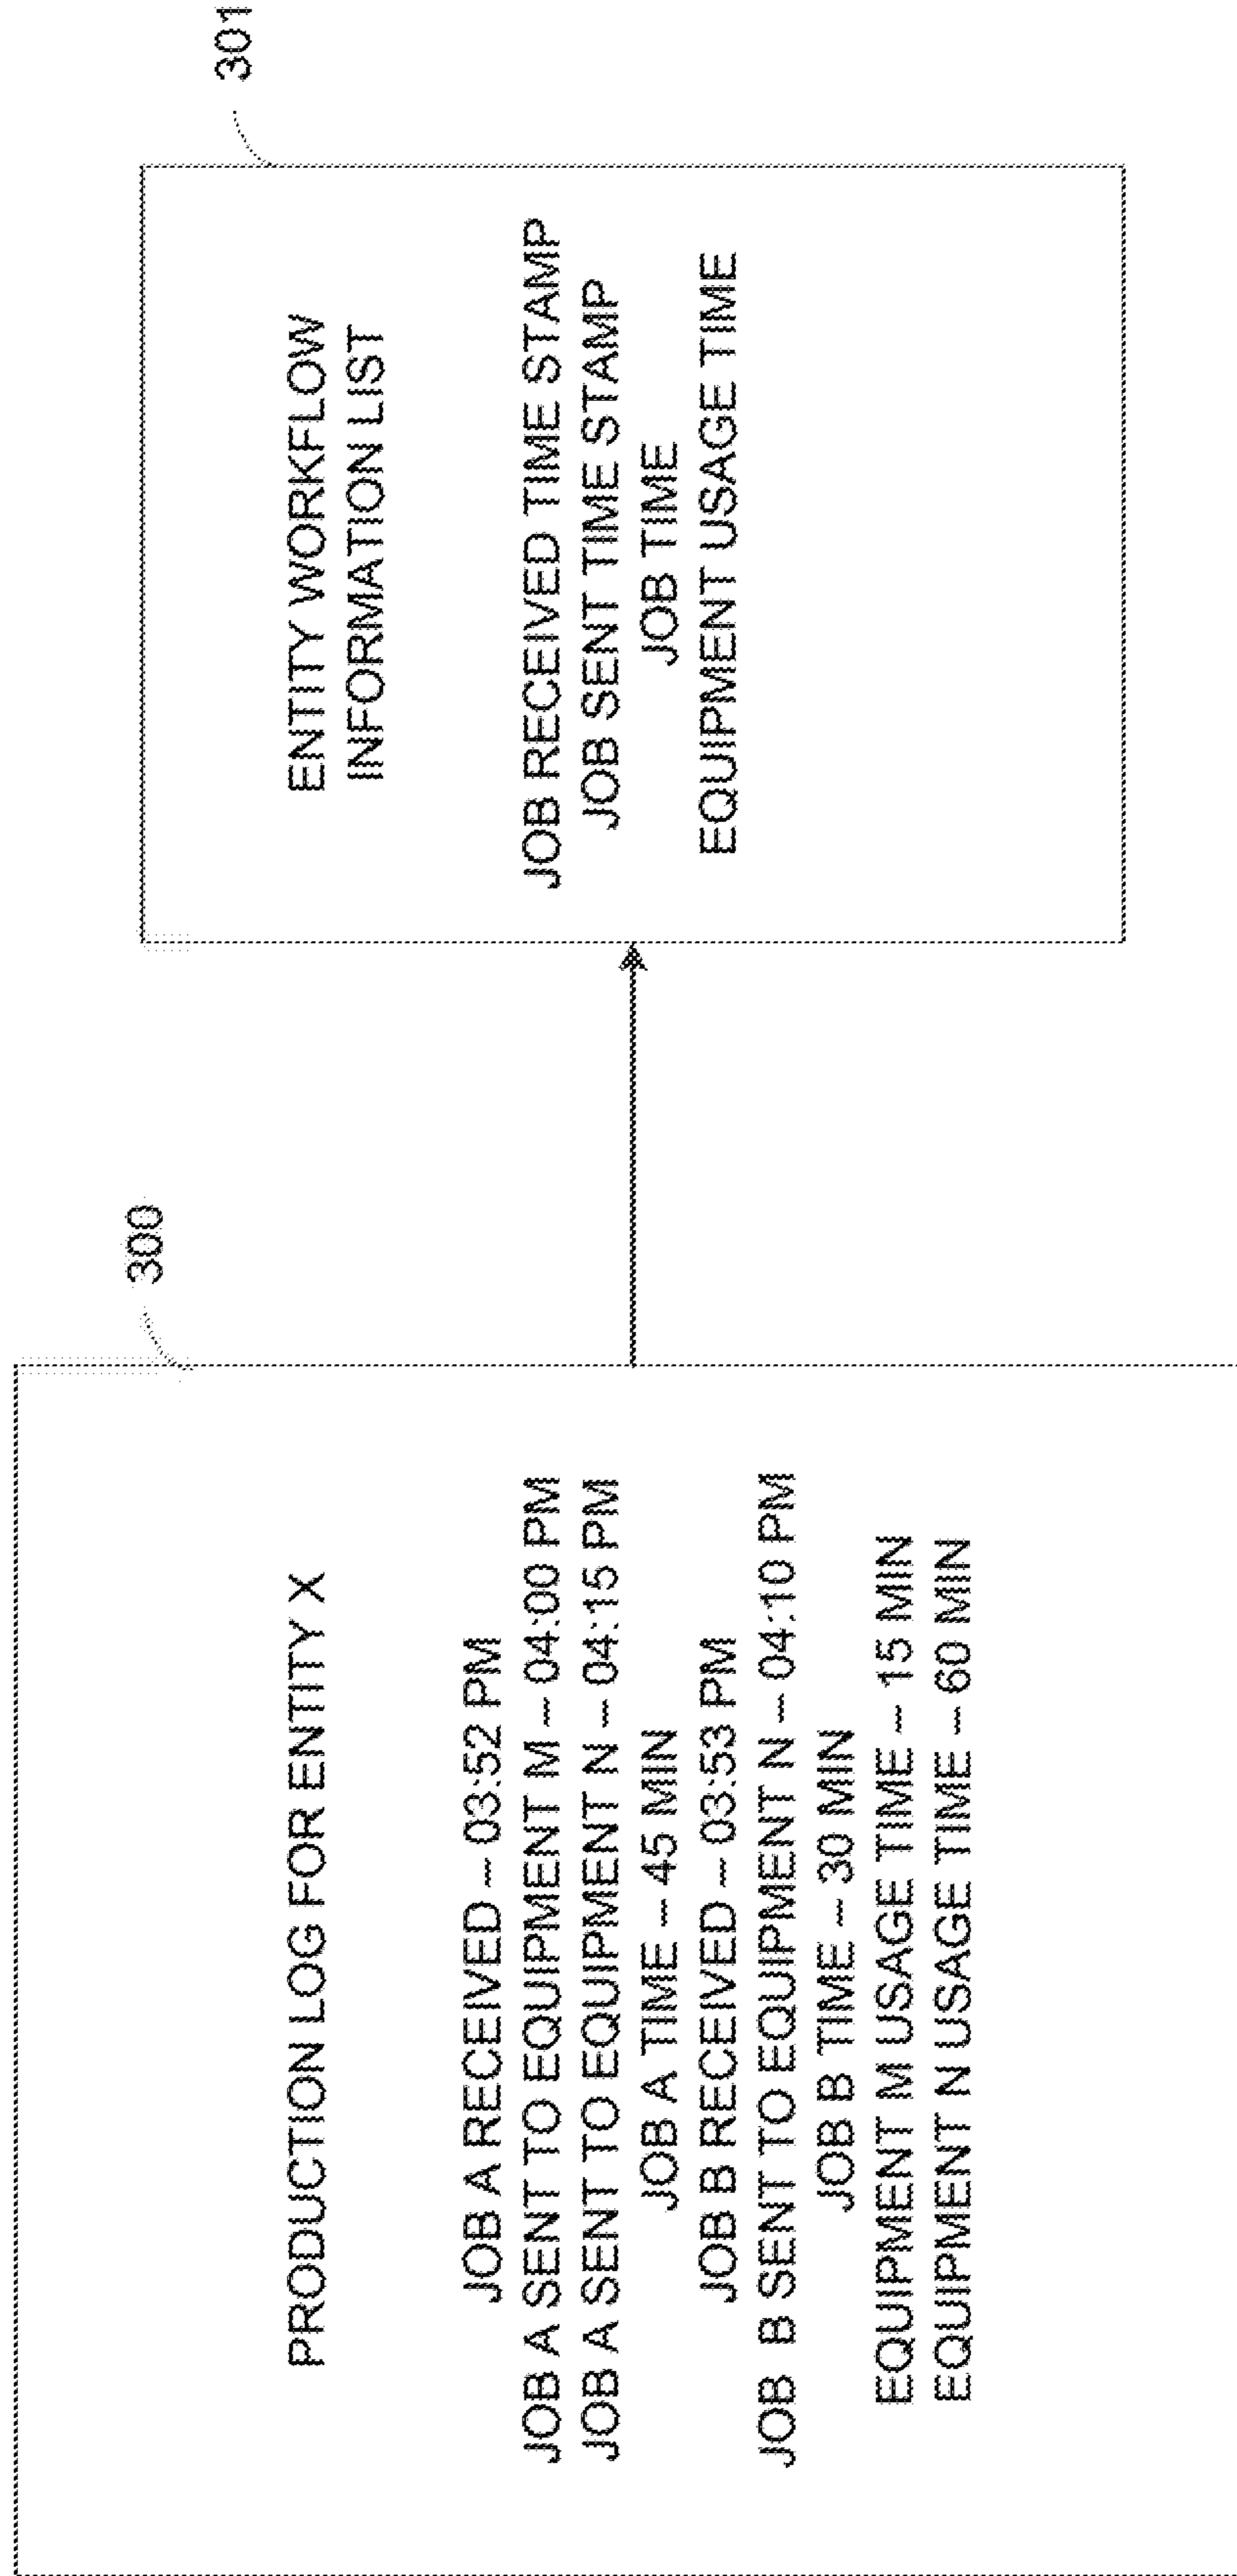 300
PRODUCTION LOG FOR ENTITY X
JOB A RECEIVED -- 03:52 PM
JOB A SENT TO EQUIPMENT M -- 04:00 PM
JOB A SENT TO EQUIPMENT N -- 04:15 PM
JOB A TIME -- 45 MIN
JOB B RECEIVED -- 03:53 PM
JOB B SENT TO EQUIPMENT N -- 04:10 PM
JOB B TIME -- 30 MIN
EQUIPMENT M USAGE TIME -- 15 MIN
EQUIPMENT N USAGE TIME -- 60 MIN
301
ENTITY WORKFLOW
INFORMATION LIST
JOB RECEIVED TIME STAMP
JOB SENT TIME STAMP
JOB TIME
EQUIPMENT USAGE TIME